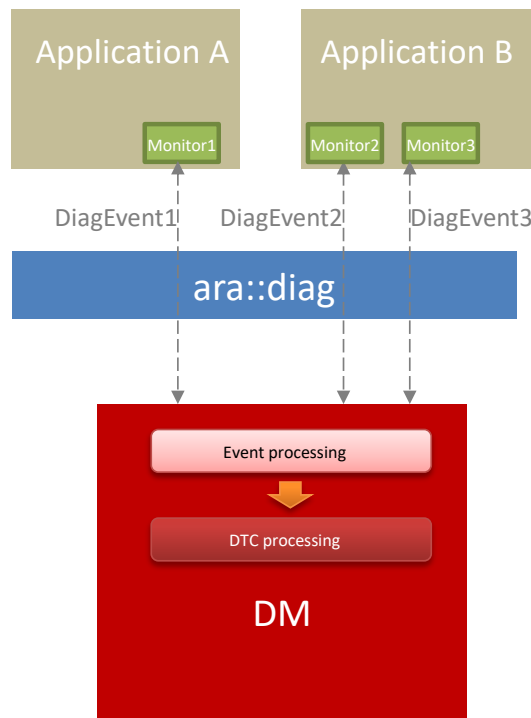 Application A
Application B
Monitor1
Monitor2
Monitor3
DiagEvent1
DiagEvent2
DiagEvent3
ara::diag
Event processing
DTC processing
DM